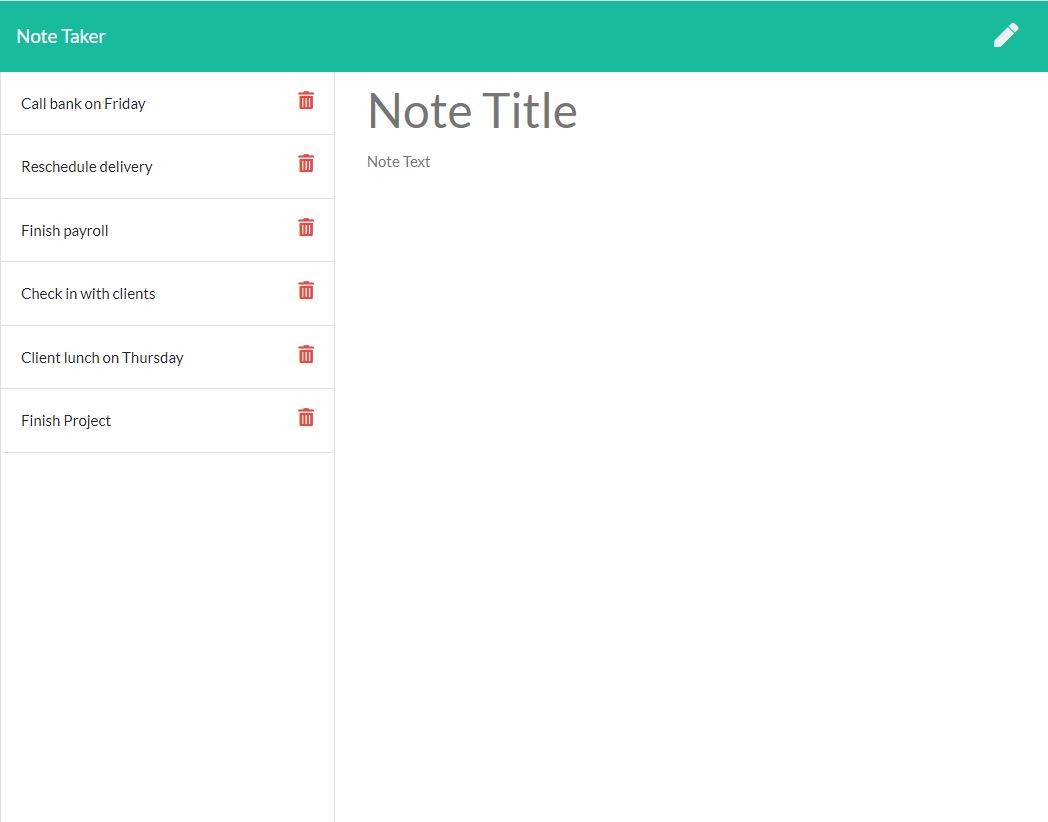 Note Taker
Call bank on Friday
Reschedule delivery
Finish payroll
Check in with clients
Client lunch on Thursday
Finish Project
Note Title
Note Text